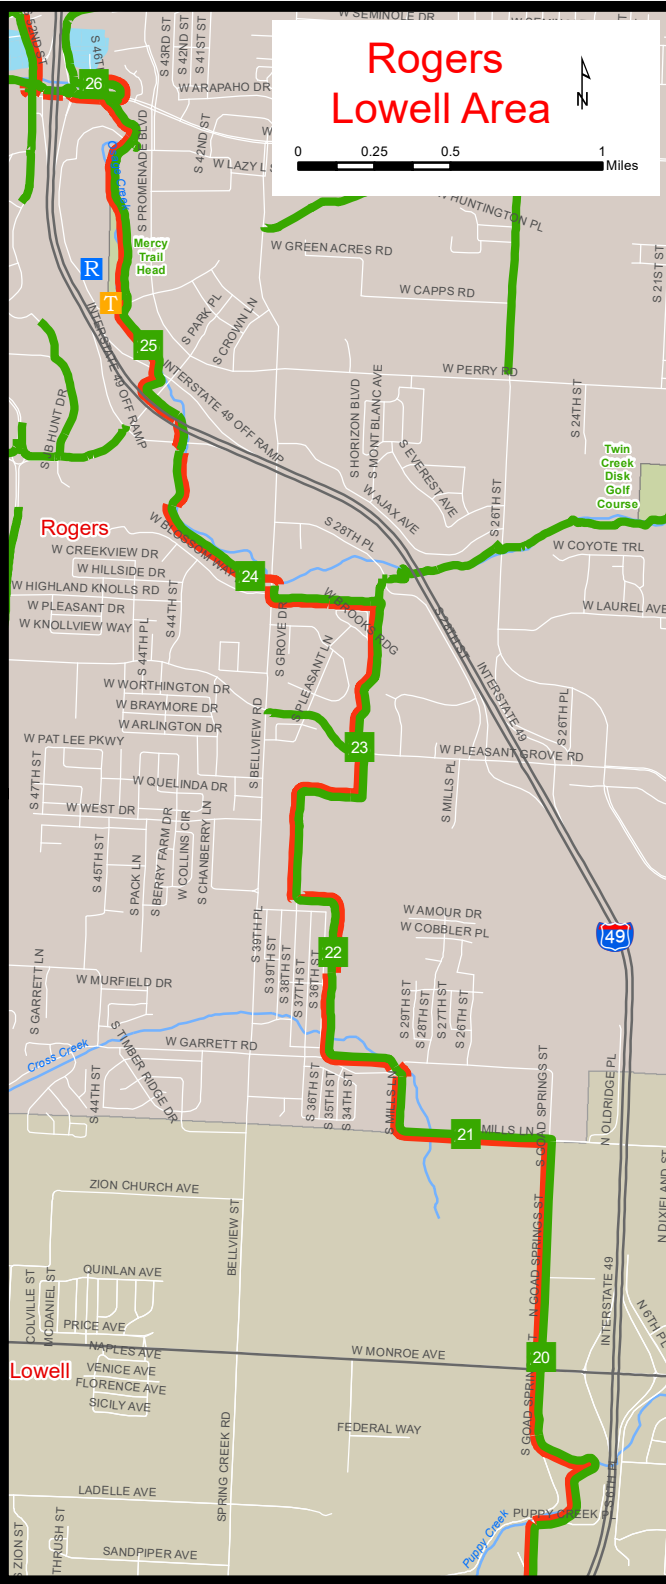 Rogers
Lowell Area
N
0 0.25 0.5 1
Miles
W SEMINOLE DR
S 52ND ST
S 46TH
S 43RD ST
S 42ND ST
S 41ST ST
26
W ARAPAHO DR
S PROMENADE BLVD
S 42ND ST
W LAZY L S
W HUNTINGTON PL
W GREEN ACRES RD
S 21ST ST
Mercy
Trail
Head
R
T
W CAPPS RD
S PARK PL
S CROWN LN
INTERSTATE 49 OFF RAMP
25
INTERSTATE 49 OFF RAMP
W PERRY RD
S HORIZON BLVD
S MONT BLANC AVE
S 24TH ST
S EVEREST AVE
S JB HUNT DR
Twin
Creek
Disk
Golf
Course
S 26TH ST
W AJAX AVE
S 28TH PL
Rogers
W BLOSSOM WAY
W COYOTE TRL
W CREEKVIEW DR
W HILLSIDE DR
24
W HIGHLAND KNOLLS RD
W PLEASANT DR
W KNOLLVIEW WAY
S 44TH ST
S 44TH PL
W BROOKS RDG
W LAUREL AVE
S GROVE DR
S PLEASANT LN
S 28TH ST
INTERSTATE 49
S 26TH PL
W WORTHINGTON DR
W BRAYMORE DR
W ARLINGTON DR
S BELLVIEW RD
W PAT LEE PKWY
23
W PLEASANT GROVE RD
S 47TH ST
W QUELINDA DR
S MILLS PL
W WEST DR
S 45TH ST
S PACK LN
S BERRY FARM DR
W COLLINS CIR
S CHANBERRY LN
W AMOUR DR
W COBBLER PL
49
S 39TH PL
S 39TH ST
S 38TH ST
S 37TH ST
S 36TH ST
22
S GARRETT LN
W MURFIELD DR
S 29TH ST
S 28TH ST
S 27TH ST
S 26TH ST
Cross Creek
S TIMBER RIDGE DR
W GARRETT RD
S 44TH ST
S 36TH ST
S 35TH ST
S 34TH ST
S MILLS LN
S GOAD SPRINGS ST
N OLDRIDGE PL
21
MILLS LN
N DIXIELAND ST
ZION CHURCH AVE
BELLVIEW ST
N GOAD SPRINGS ST
QUINLAN AVE
COLVILLE ST
MCDANIEL ST
INTERSTATE 49
N 6TH PL
PRICE AVE
NAPLES AVE
W MONROE AVE
20
Lowell
VENICE AVE
FLORENCE AVE
SICILY AVE
FEDERAL WAY
SPRING CREEK RD
LADELLE AVE
S 6TH PL
PUPPY CREEK PL
Puppy Creek
S ZION ST
THRUSH ST
SANDPIPER AVE